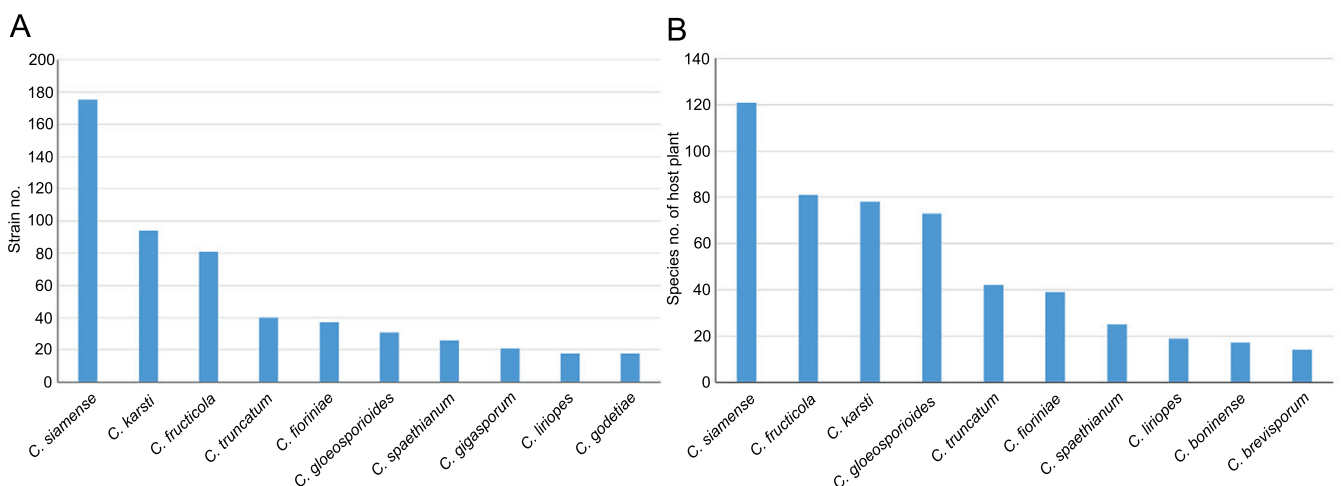 A
Strain no.
200
180
160
140
120
100
80
60
40
20
0
C. siamense
C. karsti
C. fructicola
C. truncatum
C. fioriniae
C. gloeosporioides
C. spaethianum
C. gigasporum
C. liriopes
C. godetiae
B
Species no. of host plant
140
120
100
80
60
40
20
0
C. siamense
C. fructicola
C. karsti
C. gloeosporioides
C. truncatum
C. fioriniae
C. spaethianum
C. liriopes
C. boninense
C. brevisporum